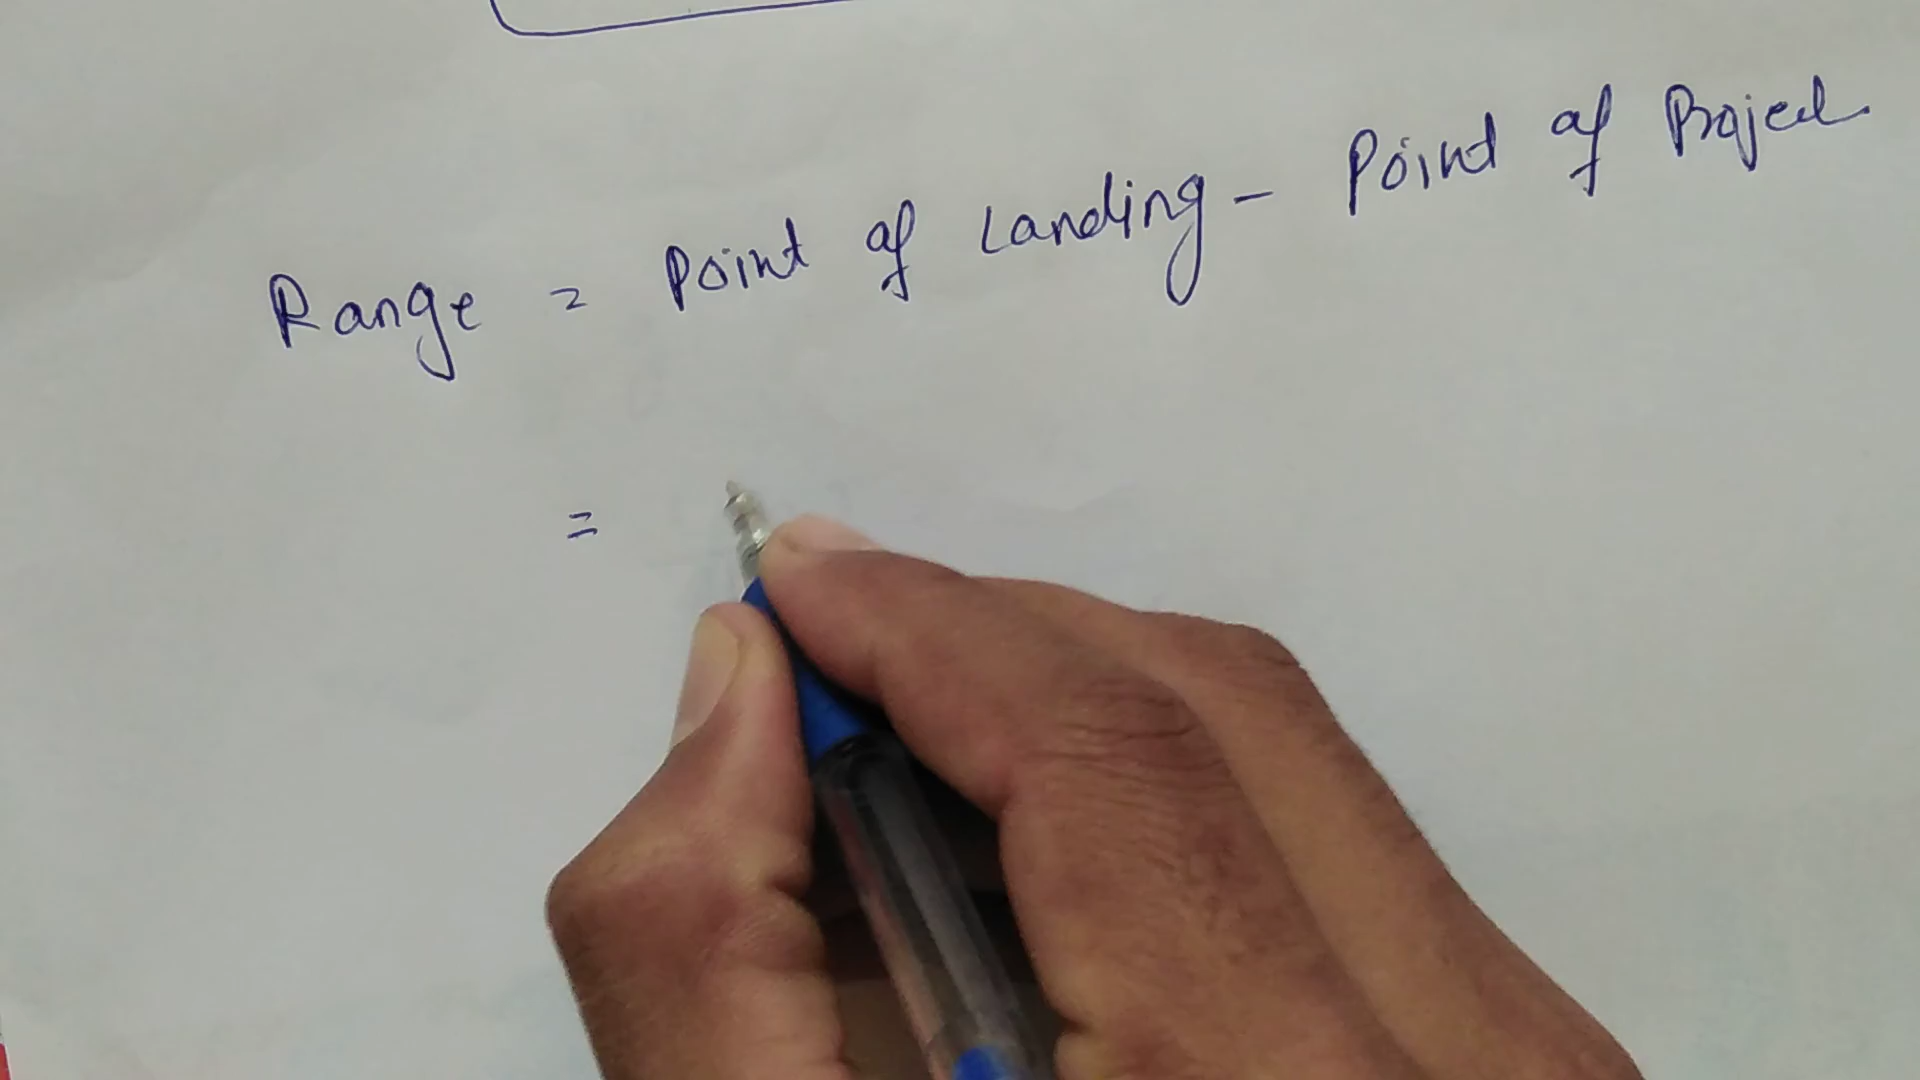 Range = Point of Landing - Point of Project
=